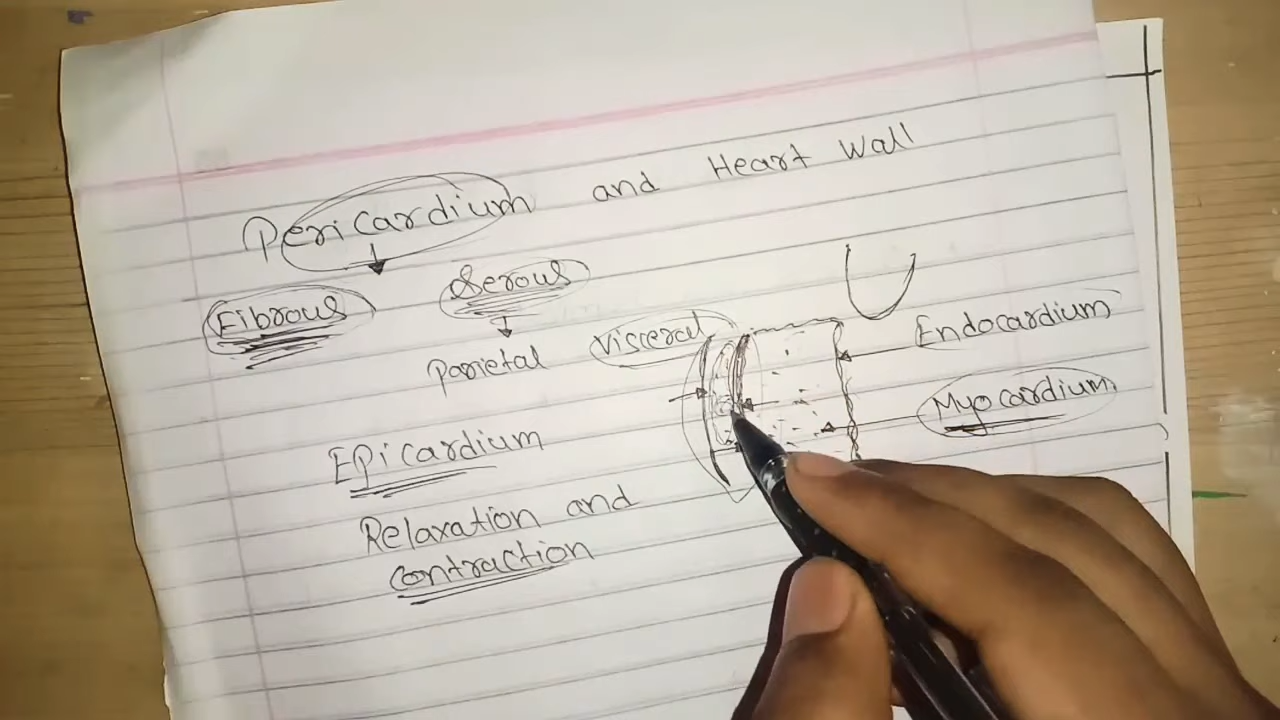 Pericardium and Heart Wall
Fibrous
Serous
Parietal
Visceral
Endocardium
Myocardium
Epicardium
Relaxation and
contraction